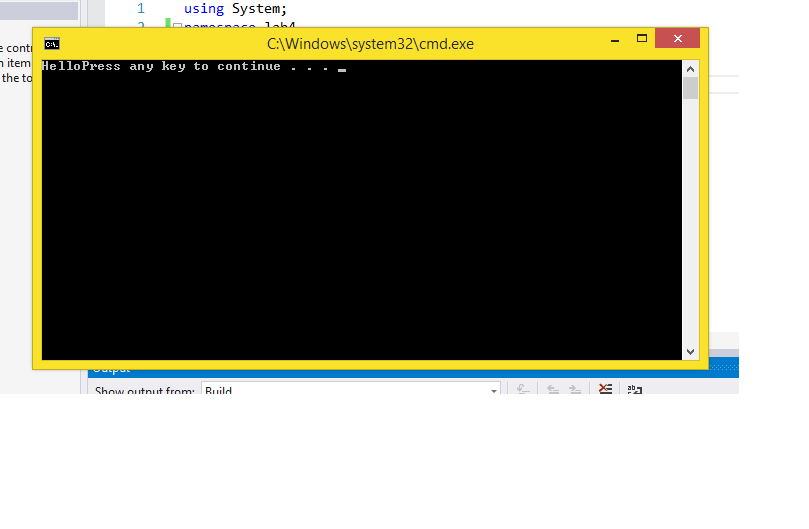 1 using System;
2 namespace lab4
C:\Windows\system32\cmd.exe
e contr
HelloPress any key to continue . . .
n item
the to
Output
Show output from: Build